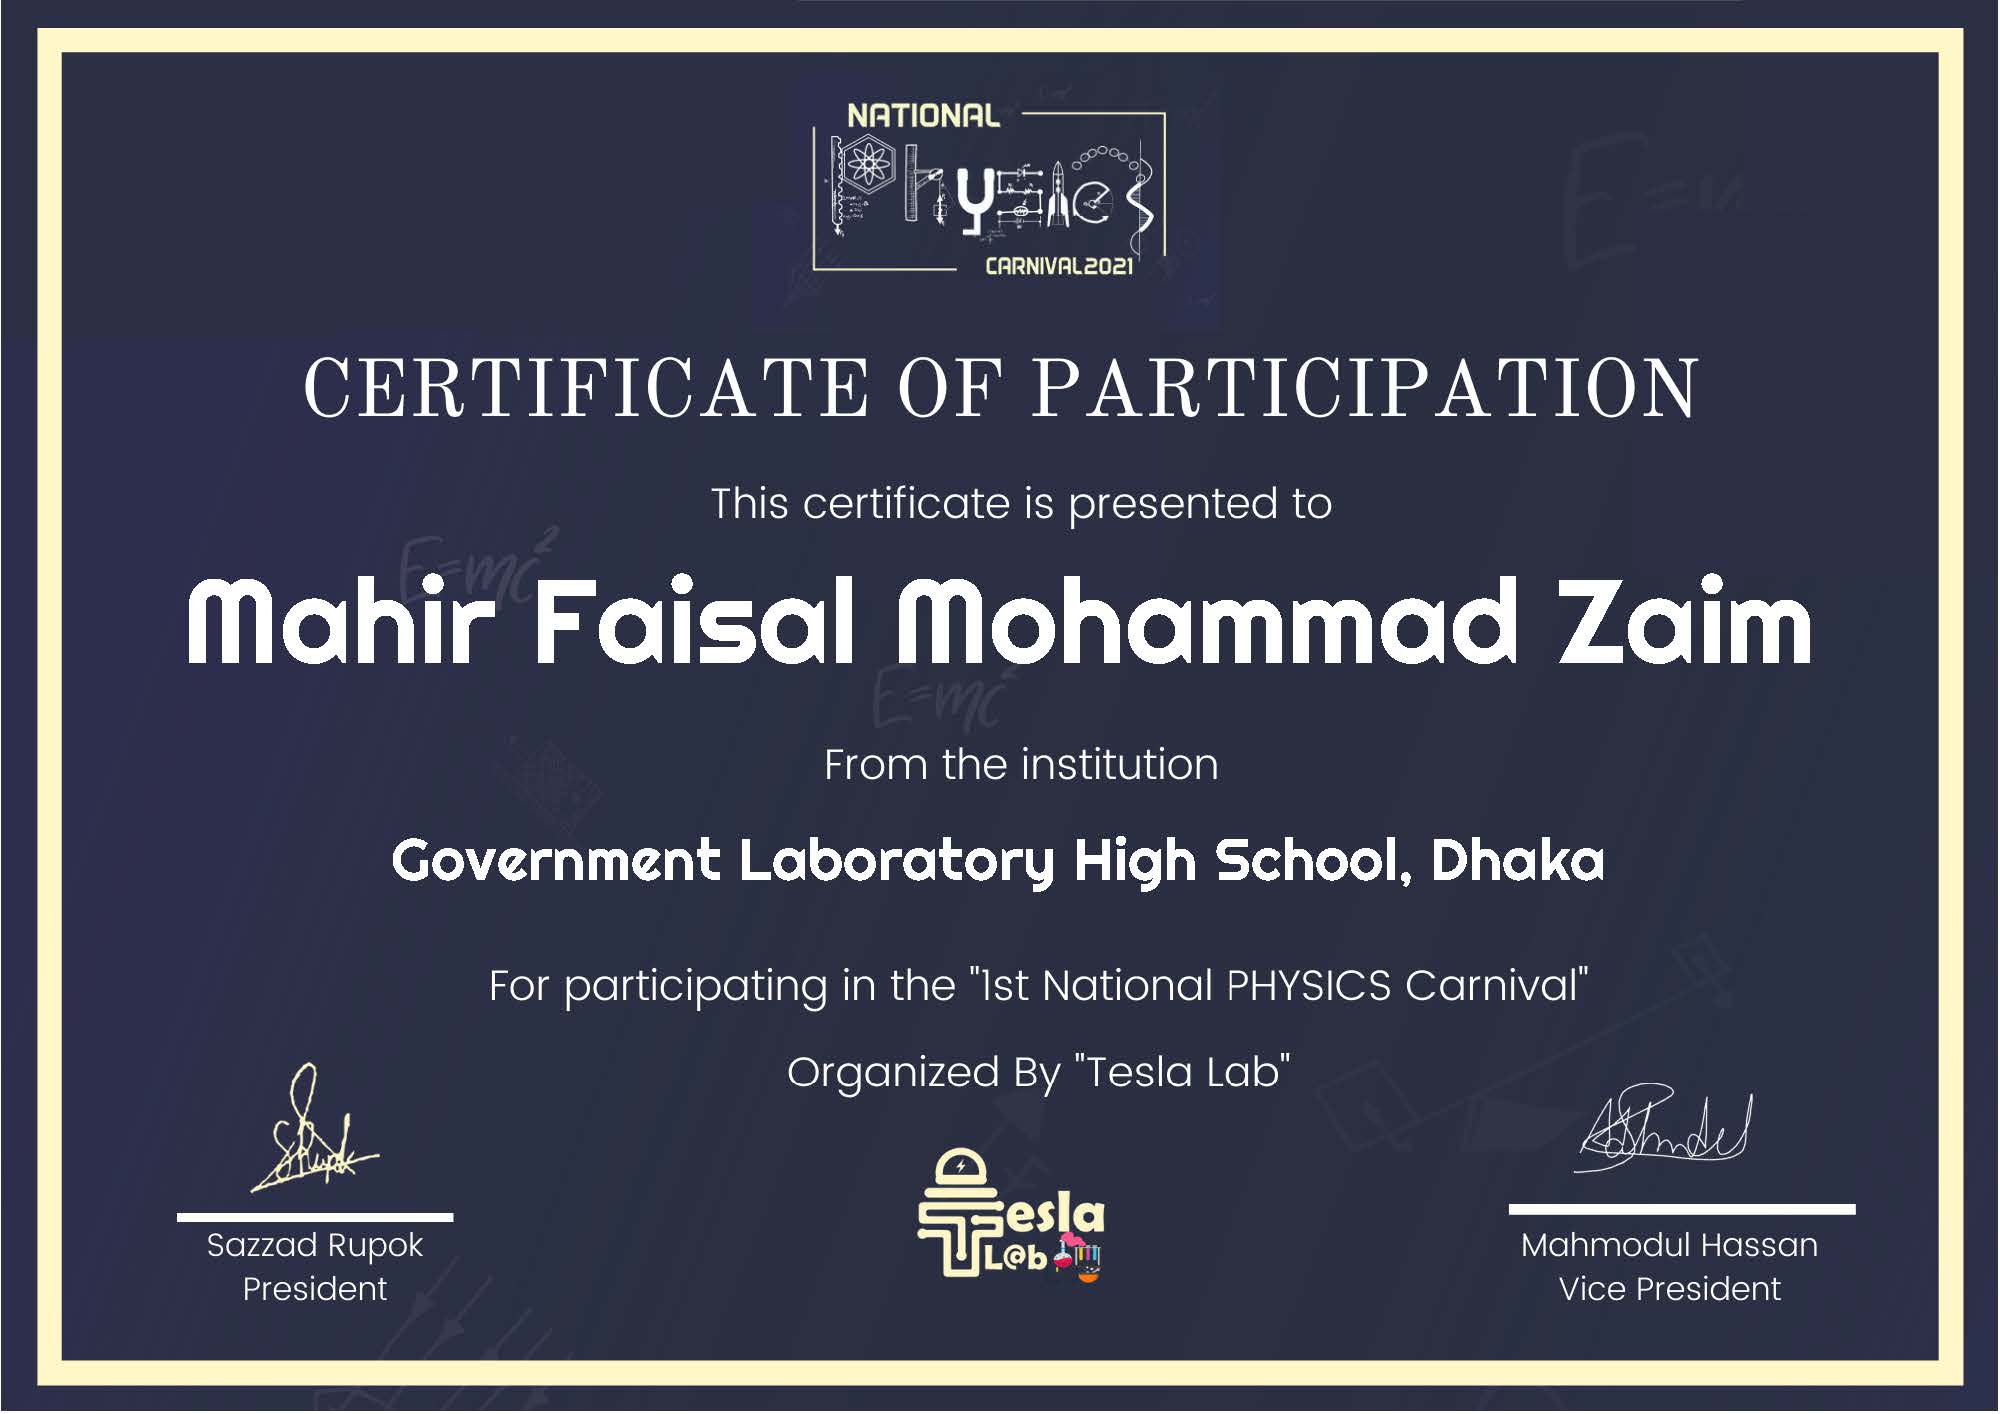 NATIONAL
Physics
CARNIVAL2021
CERTIFICATE OF PARTICIPATION
This certificate is presented to
E=mc²
Mahir Faisal Mohammad Zaim
E=mc²
From the institution
Government Laboratory High School, Dhaka
For participating in the "1st National PHYSICS Carnival"
Organized By "Tesla Lab"
Tesla
L@b
Sazzad Rupok
President
Mahmodul Hassan
Vice President